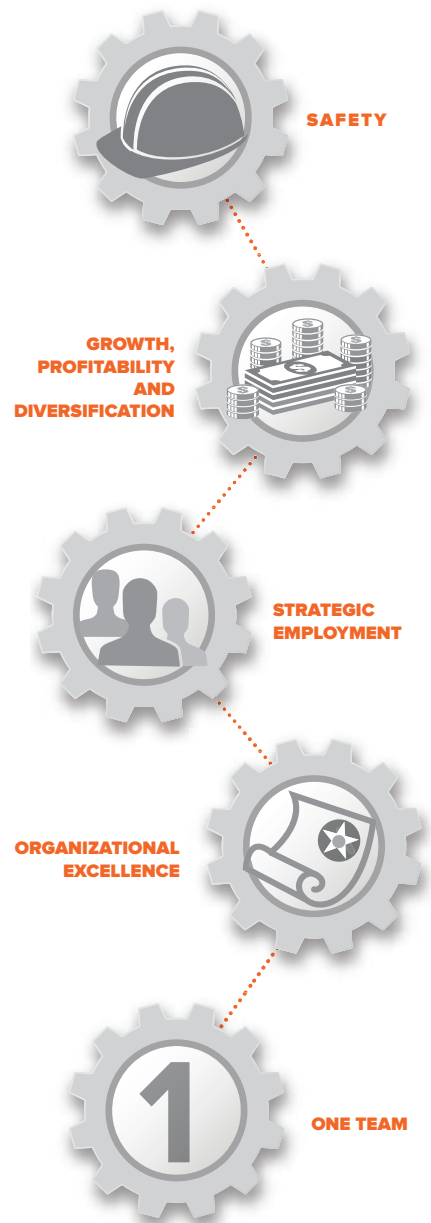 SAFETY
GROWTH,
PROFITABILITY
AND
DIVERSIFICATION
$ $ $ $ $ $
STRATEGIC
EMPLOYMENT
ORGANIZATIONAL
EXCELLENCE
1
ONE TEAM